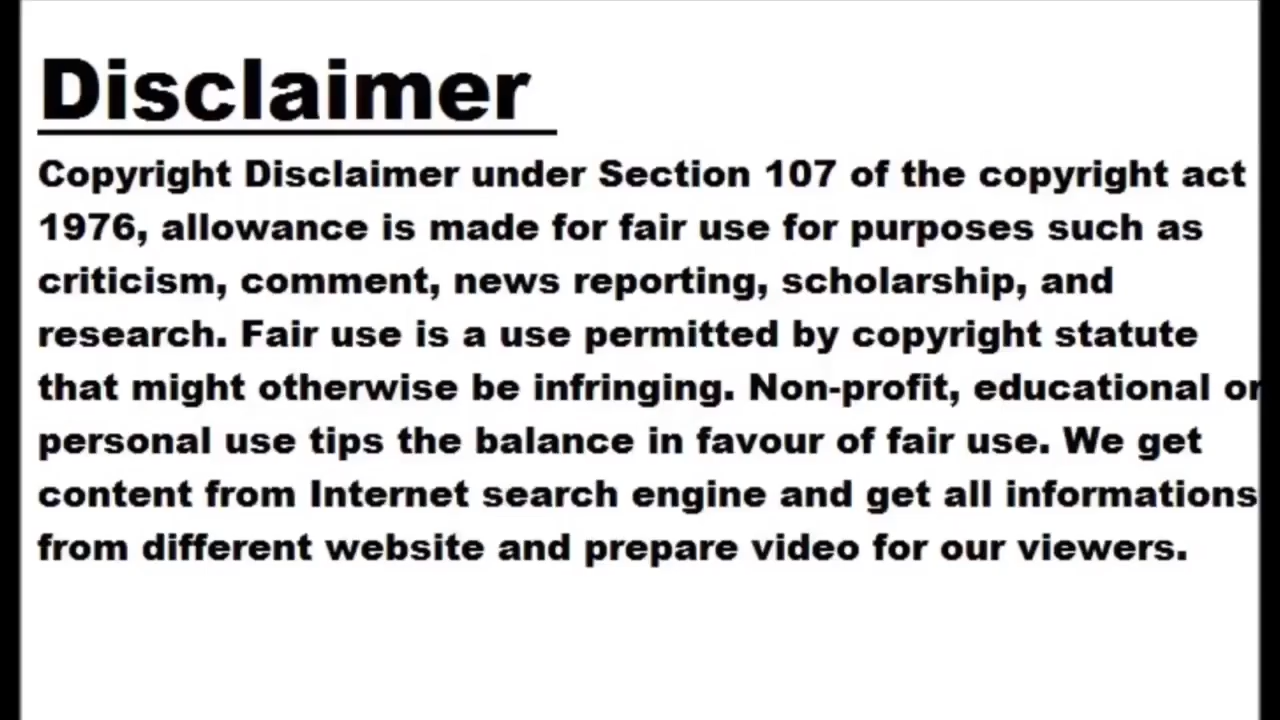 Disclaimer
Copyright Disclaimer under Section 107 of the copyright act
1976, allowance is made for fair use for purposes such as
criticism, comment, news reporting, scholarship, and
research. Fair use is a use permitted by copyright statute
that might otherwise be infringing. Non-profit, educational or
personal use tips the balance in favour of fair use. We get
content from Internet search engine and get all informations
from different website and prepare video for our viewers.